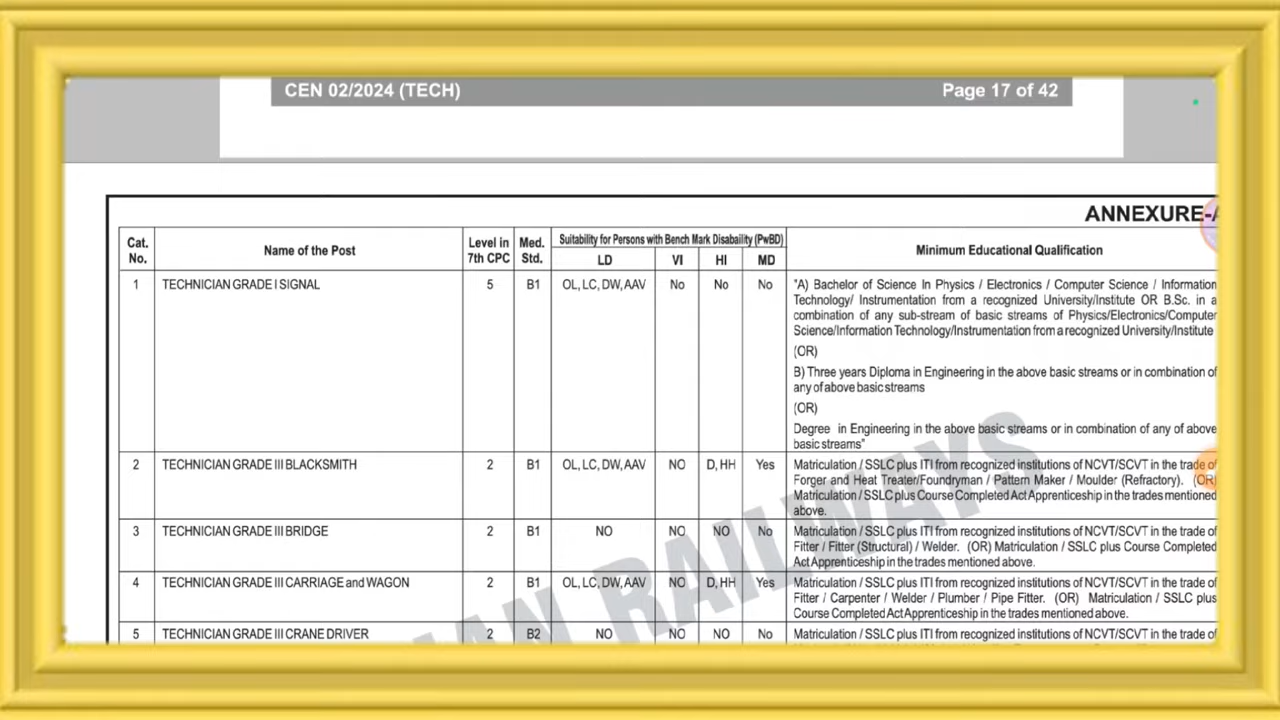 CEN 02/2024 (TECH) Page 17 of 42
ANNEXURE-A
Cat. No. Name of the Post Level in 7th CPC Med. Std. Suitability for Persons with Bench Mark Disabaility (PwBD) Minimum Educational Qualification
LD VI HI MD
1 TECHNICIAN GRADE I SIGNAL 5 B1 OL, LC, DW, AAV No No No "A) Bachelor of Science In Physics / Electronics / Computer Science / Information
Technology/ Instrumentation from a recognized University/Institute OR B.Sc. in a
combination of any sub-stream of basic streams of Physics/Electronics/Computer
Science/Information Technology/Instrumentation from a recognized University/Institute
(OR)
B) Three years Diploma in Engineering in the above basic streams or in combination of
any of above basic streams
(OR)
Degree in Engineering in the above basic streams or in combination of any of above
basic streams"
2 TECHNICIAN GRADE III BLACKSMITH 2 B1 OL, LC, DW, AAV NO D, HH Yes Matriculation / SSLC plus ITI from recognized institutions of NCVT/SCVT in the trade of
Forger and Heat Treater/Foundryman / Pattern Maker / Moulder (Refractory). (OR)
Matriculation / SSLC plus Course Completed Act Apprenticeship in the trades mentioned
above.
3 TECHNICIAN GRADE III BRIDGE 2 B1 NO NO NO No Matriculation / SSLC plus ITI from recognized institutions of NCVT/SCVT in the trade of
Fitter / Fitter (Structural) / Welder. (OR) Matriculation / SSLC plus Course Completed
Act Apprenticeship in the trades mentioned above.
4 TECHNICIAN GRADE III CARRIAGE and WAGON 2 B1 OL, LC, DW, AAV NO D, HH Yes Matriculation / SSLC plus ITI from recognized institutions of NCVT/SCVT in the trade of
Fitter / Carpenter / Welder / Plumber / Pipe Fitter. (OR) Matriculation / SSLC plus
Course Completed Act Apprenticeship in the trades mentioned above.
5 TECHNICIAN GRADE III CRANE DRIVER 2 B2 NO NO NO No Matriculation / SSLC plus ITI from recognized institutions of NCVT/SCVT in the trade of
RAILWAYS